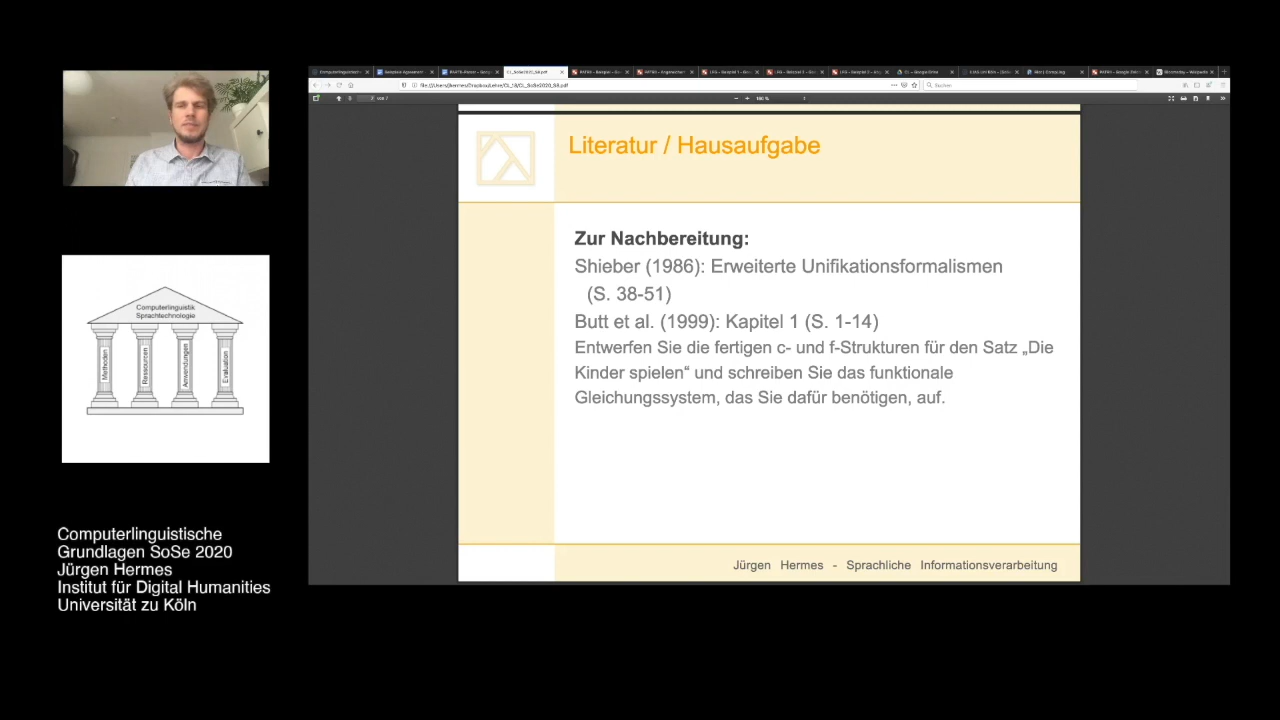 Literatur / Hausaufgabe
Zur Nachbereitung:
Shieber (1986): Erweiterte Unifikationsformalismen
(S. 38-51)
Butt et al. (1999): Kapitel 1 (S. 1-14)
Entwerfen Sie die fertigen c- und f-Strukturen für den Satz „Die
Kinder spielen“ und schreiben Sie das funktionale
Gleichungssystem, das Sie dafür benötigen, auf.
Jürgen Hermes - Sprachliche Informationsverarbeitung
Computerlinguistik
Sprachtechnologie
Methoden
Ressourcen
Anwendungen
Evaluation
Computerlinguistische
Grundlagen SoSe 2020
Jürgen Hermes
Institut für Digital Humanities
Universität zu Köln